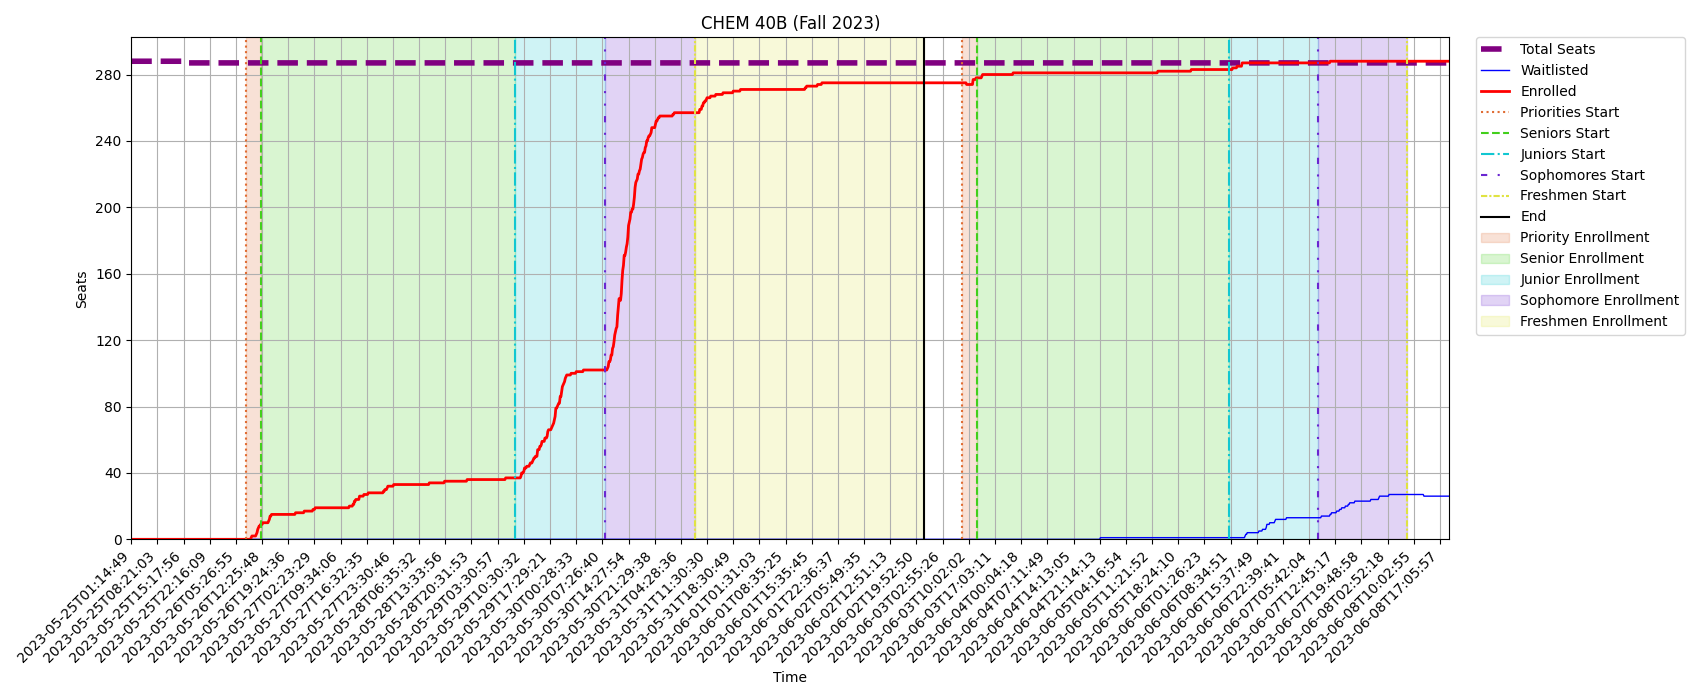 CHEM 40B (Fall 2023)
Seats
280
240
200
160
120
80
40
0
2023-05-25T01:14:49
2023-05-25T08:21:03
2023-05-25T15:17:56
2023-05-25T22:16:09
2023-05-26T05:26:55
2023-05-26T12:25:48
2023-05-26T19:24:36
2023-05-27T02:23:29
2023-05-27T09:34:06
2023-05-27T16:32:35
2023-05-27T23:30:46
2023-05-28T06:35:32
2023-05-28T13:33:56
2023-05-28T20:31:53
2023-05-29T03:30:57
2023-05-29T10:30:32
2023-05-29T17:29:21
2023-05-30T00:28:33
2023-05-30T07:26:40
2023-05-30T14:27:54
2023-05-30T21:29:38
2023-05-31T04:28:36
2023-05-31T11:30:30
2023-05-31T18:30:49
2023-06-01T01:31:03
2023-06-01T08:35:25
2023-06-01T15:35:45
2023-06-01T22:36:37
2023-06-02T05:49:35
2023-06-02T12:51:13
2023-06-02T19:52:50
2023-06-03T02:55:26
2023-06-03T10:02:02
2023-06-03T17:03:11
2023-06-04T00:04:18
2023-06-04T07:11:49
2023-06-04T14:13:05
2023-06-04T21:14:13
2023-06-05T04:16:54
2023-06-05T11:21:52
2023-06-05T18:24:10
2023-06-06T01:26:23
2023-06-06T08:34:51
2023-06-06T15:37:49
2023-06-06T22:39:41
2023-06-07T05:42:04
2023-06-07T12:45:17
2023-06-07T19:48:58
2023-06-08T02:52:18
2023-06-08T10:02:55
2023-06-08T17:05:57
Time
Total Seats
Waitlisted
Enrolled
Priorities Start
Seniors Start
Juniors Start
Sophomores Start
Freshmen Start
End
Priority Enrollment
Senior Enrollment
Junior Enrollment
Sophomore Enrollment
Freshmen Enrollment